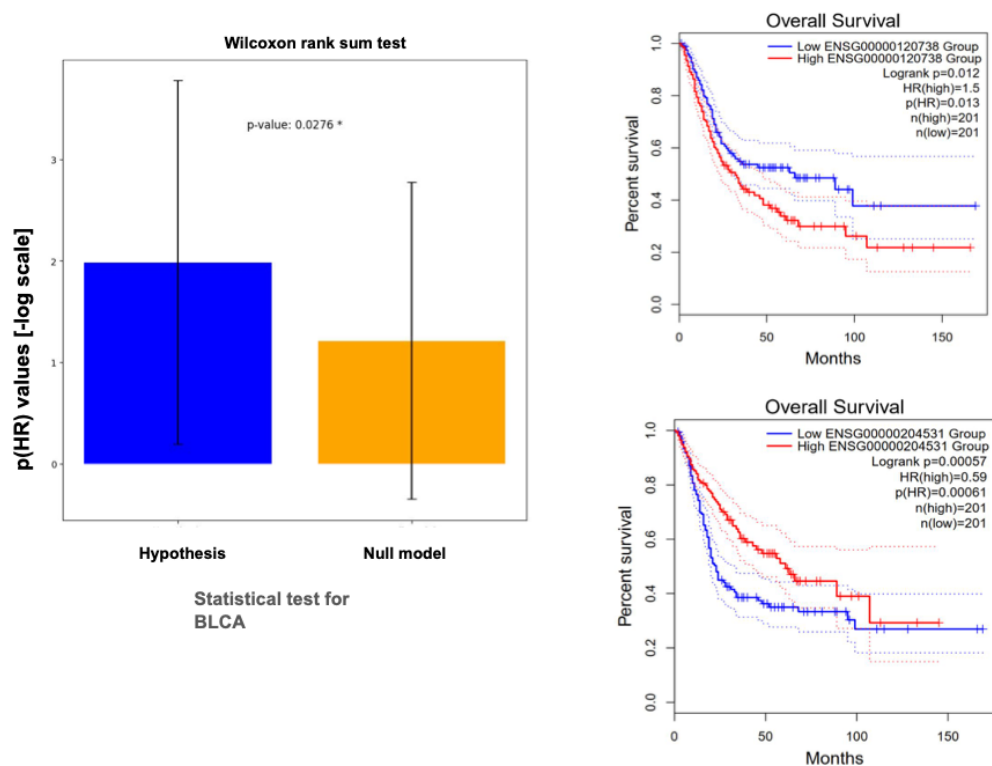 Wilcoxon rank sum test
p-value: 0.0276 *
p(HR) values [-log scale]
3
2
1
0
Hypothesis
Null model
Statistical test for
BLCA
Overall Survival
Low ENSG00000120738 Group
High ENSG00000120738 Group
Logrank p=0.012
HR(high)=1.5
p(HR)=0.013
n(high)=201
n(low)=201
Percent survival
1.0
0.8
0.6
0.4
0.2
0.0
0 50 100 150
Months
Overall Survival
Low ENSG00000204531 Group
High ENSG00000204531 Group
Logrank p=0.00057
HR(high)=0.59
p(HR)=0.00061
n(high)=201
n(low)=201
Percent survival
1.0
0.8
0.6
0.4
0.2
0.0
0 50 100 150
Months